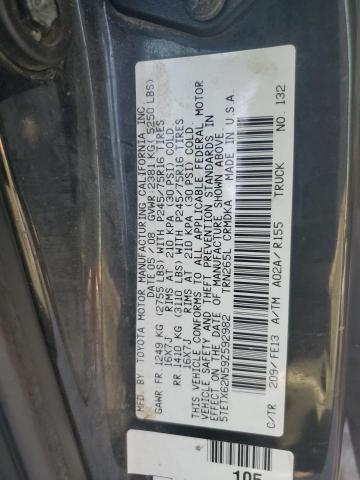 MFD. BY: TOYOTA MOTOR MANUFACTURING CALIFORNIA, INC
DATE 05/08 GVWR: 2381 KG ( 5250 LBS)
GAWR FR 1249 KG (2755 LBS) WITH P245/75R16 TIRES
16X7J RIMS AT 210 KPA (30 PSI) COLD
RR 1410 KG (3110 LBS) WITH P245/75R16 TIRES
16X7J RIMS AT 210 KPA (30 PSI) COLD
THIS VEHICLE CONFORMS TO ALL APPLICABLE FEDERAL MOTOR
VEHICLE SAFETY AND THEFT PREVENTION STANDARDS IN
EFFECT ON THE DATE OF MANUFACTURE SHOWN ABOVE
5TETX62N59Z592982 TRN265L CRMDKA MADE IN U.S.A.
C/TR 209/FE13 A/TM A02A/R155 TRUCK NO. 132
105